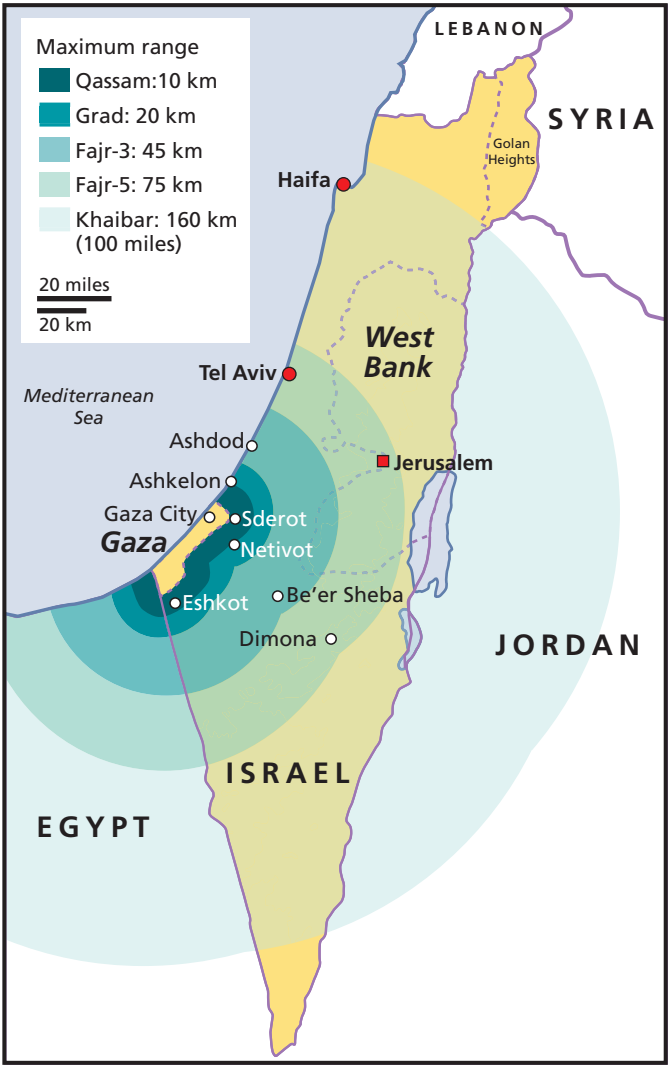 Maximum range
Qassam:10 km
Grad: 20 km
Fajr-3: 45 km
Fajr-5: 75 km
Khaibar: 160 km
(100 miles)
20 miles
20 km
LEBANON
SYRIA
Golan
Heights
Haifa
West
Bank
Tel Aviv
Mediterranean
Sea
Ashdod
Jerusalem
Ashkelon
Gaza City
Sderot
Gaza
Netivot
Be'er Sheba
Eshkot
Dimona
JORDAN
ISRAEL
EGYPT